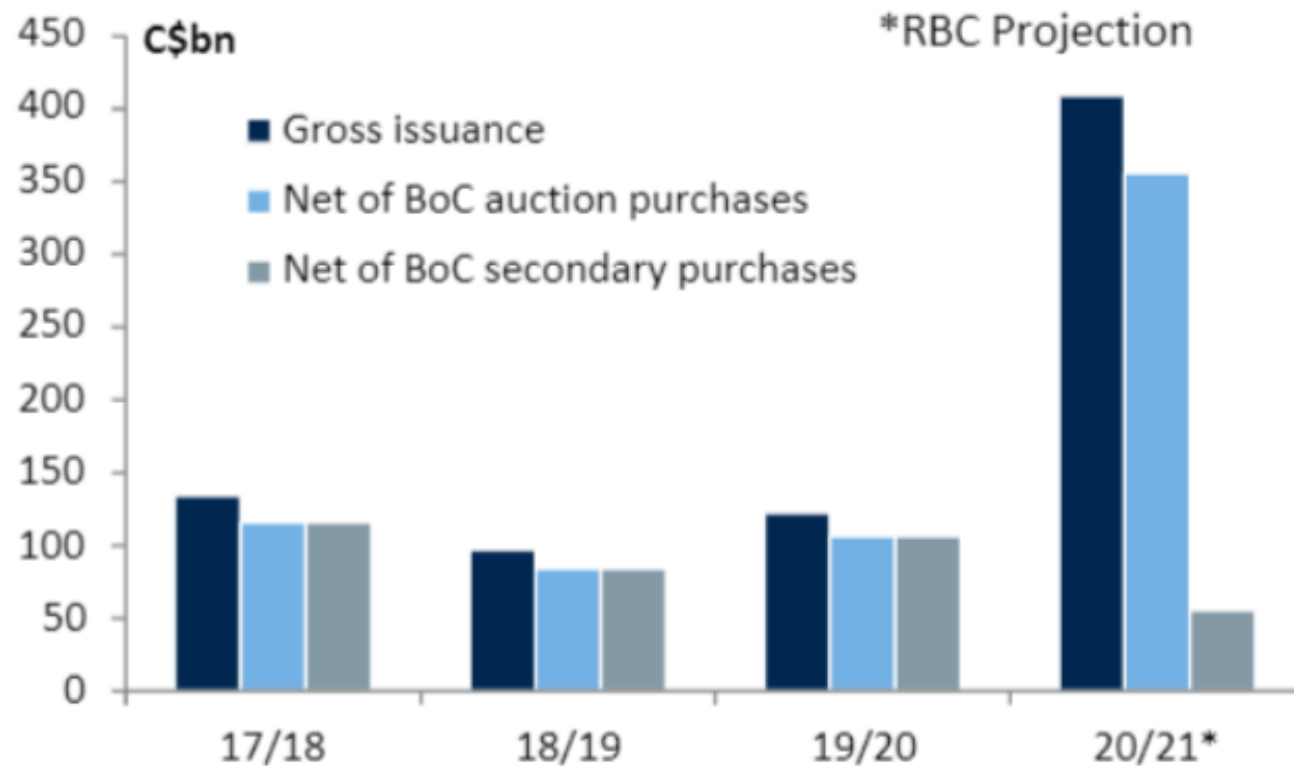 C$bn
*RBC Projection
450
400
350
300
250
200
150
100
50
0
Gross issuance
Net of BoC auction purchases
Net of BoC secondary purchases
17/18 18/19 19/20 20/21*